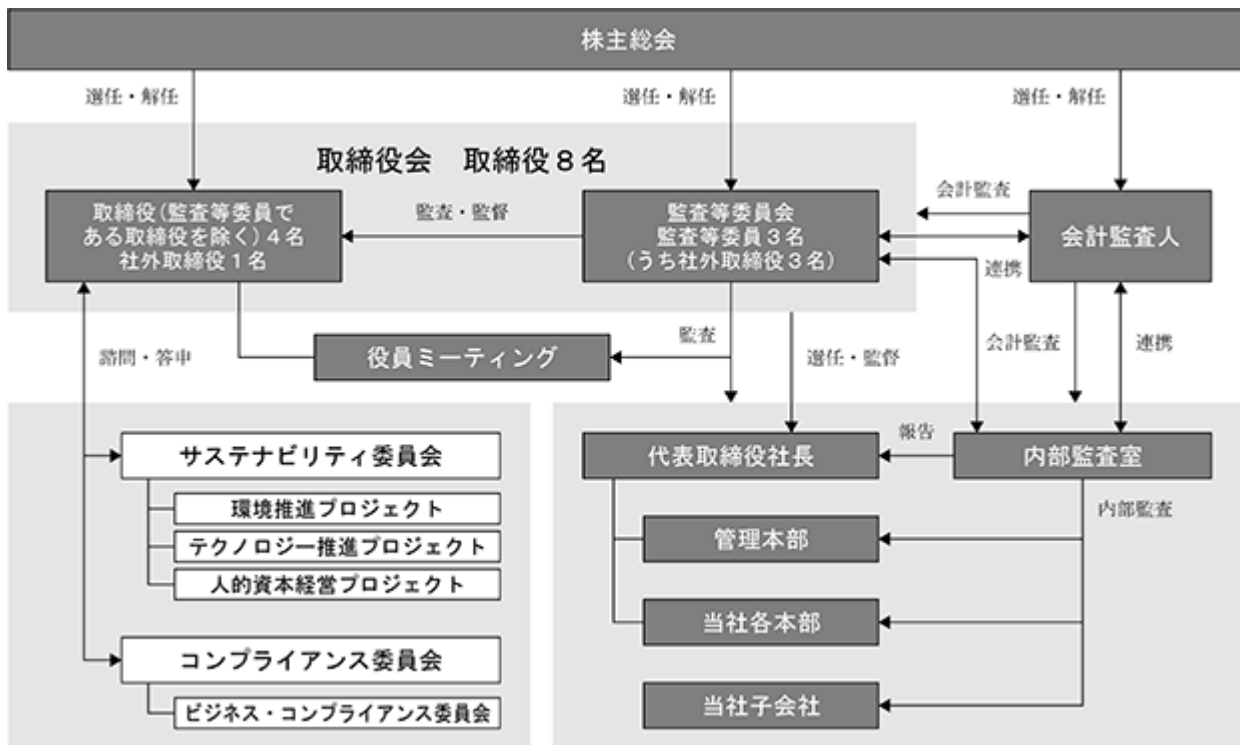 株主総会
選任・解任
選任・解任
選任・解任
取締役会　取締役８名
取締役(監査等委員で
ある取締役を除く)４名
社外取締役１名
監査・監督
監査等委員会
監査等委員３名
(うち社外取締役３名)
会計監査
会計監査人
連携
諮問・答申
役員ミーティング
監査
選任・監督
会計監査
連携
サステナビリティ委員会
環境推進プロジェクト
テクノロジー推進プロジェクト
人的資本経営プロジェクト
コンプライアンス委員会
ビジネス・コンプライアンス委員会
代表取締役社長
報告
内部監査室
内部監査
管理本部
当社各本部
当社子会社